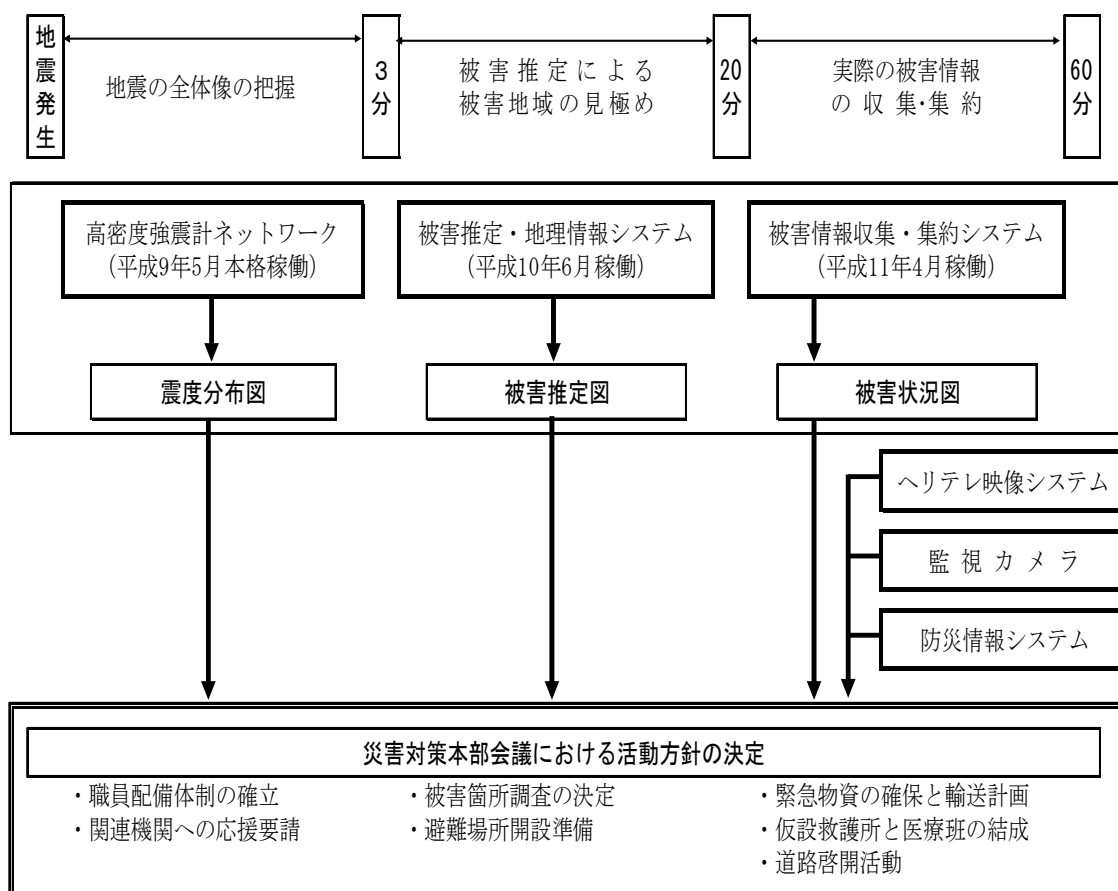 地震発生
地震の全体像の把握
3分
被害推定による
被害地域の見極め
20分
実際の被害情報
の収集・集約
60分
高密度強震計ネットワーク
(平成9年5月本格稼働)
被害推定・地理情報システム
(平成10年6月稼働)
被害情報収集・集約システム
(平成11年4月稼働)
震度分布図
被害推定図
被害状況図
ヘリテレ映像システム
監視カメラ
防災情報システム
災害対策本部会議における活動方針の決定
・職員配備体制の確立
・関連機関への応援要請
・被害箇所調査の決定
・避難場所開設準備
・緊急物資の確保と輸送計画
・仮設救護所と医療班の結成
・道路啓開活動